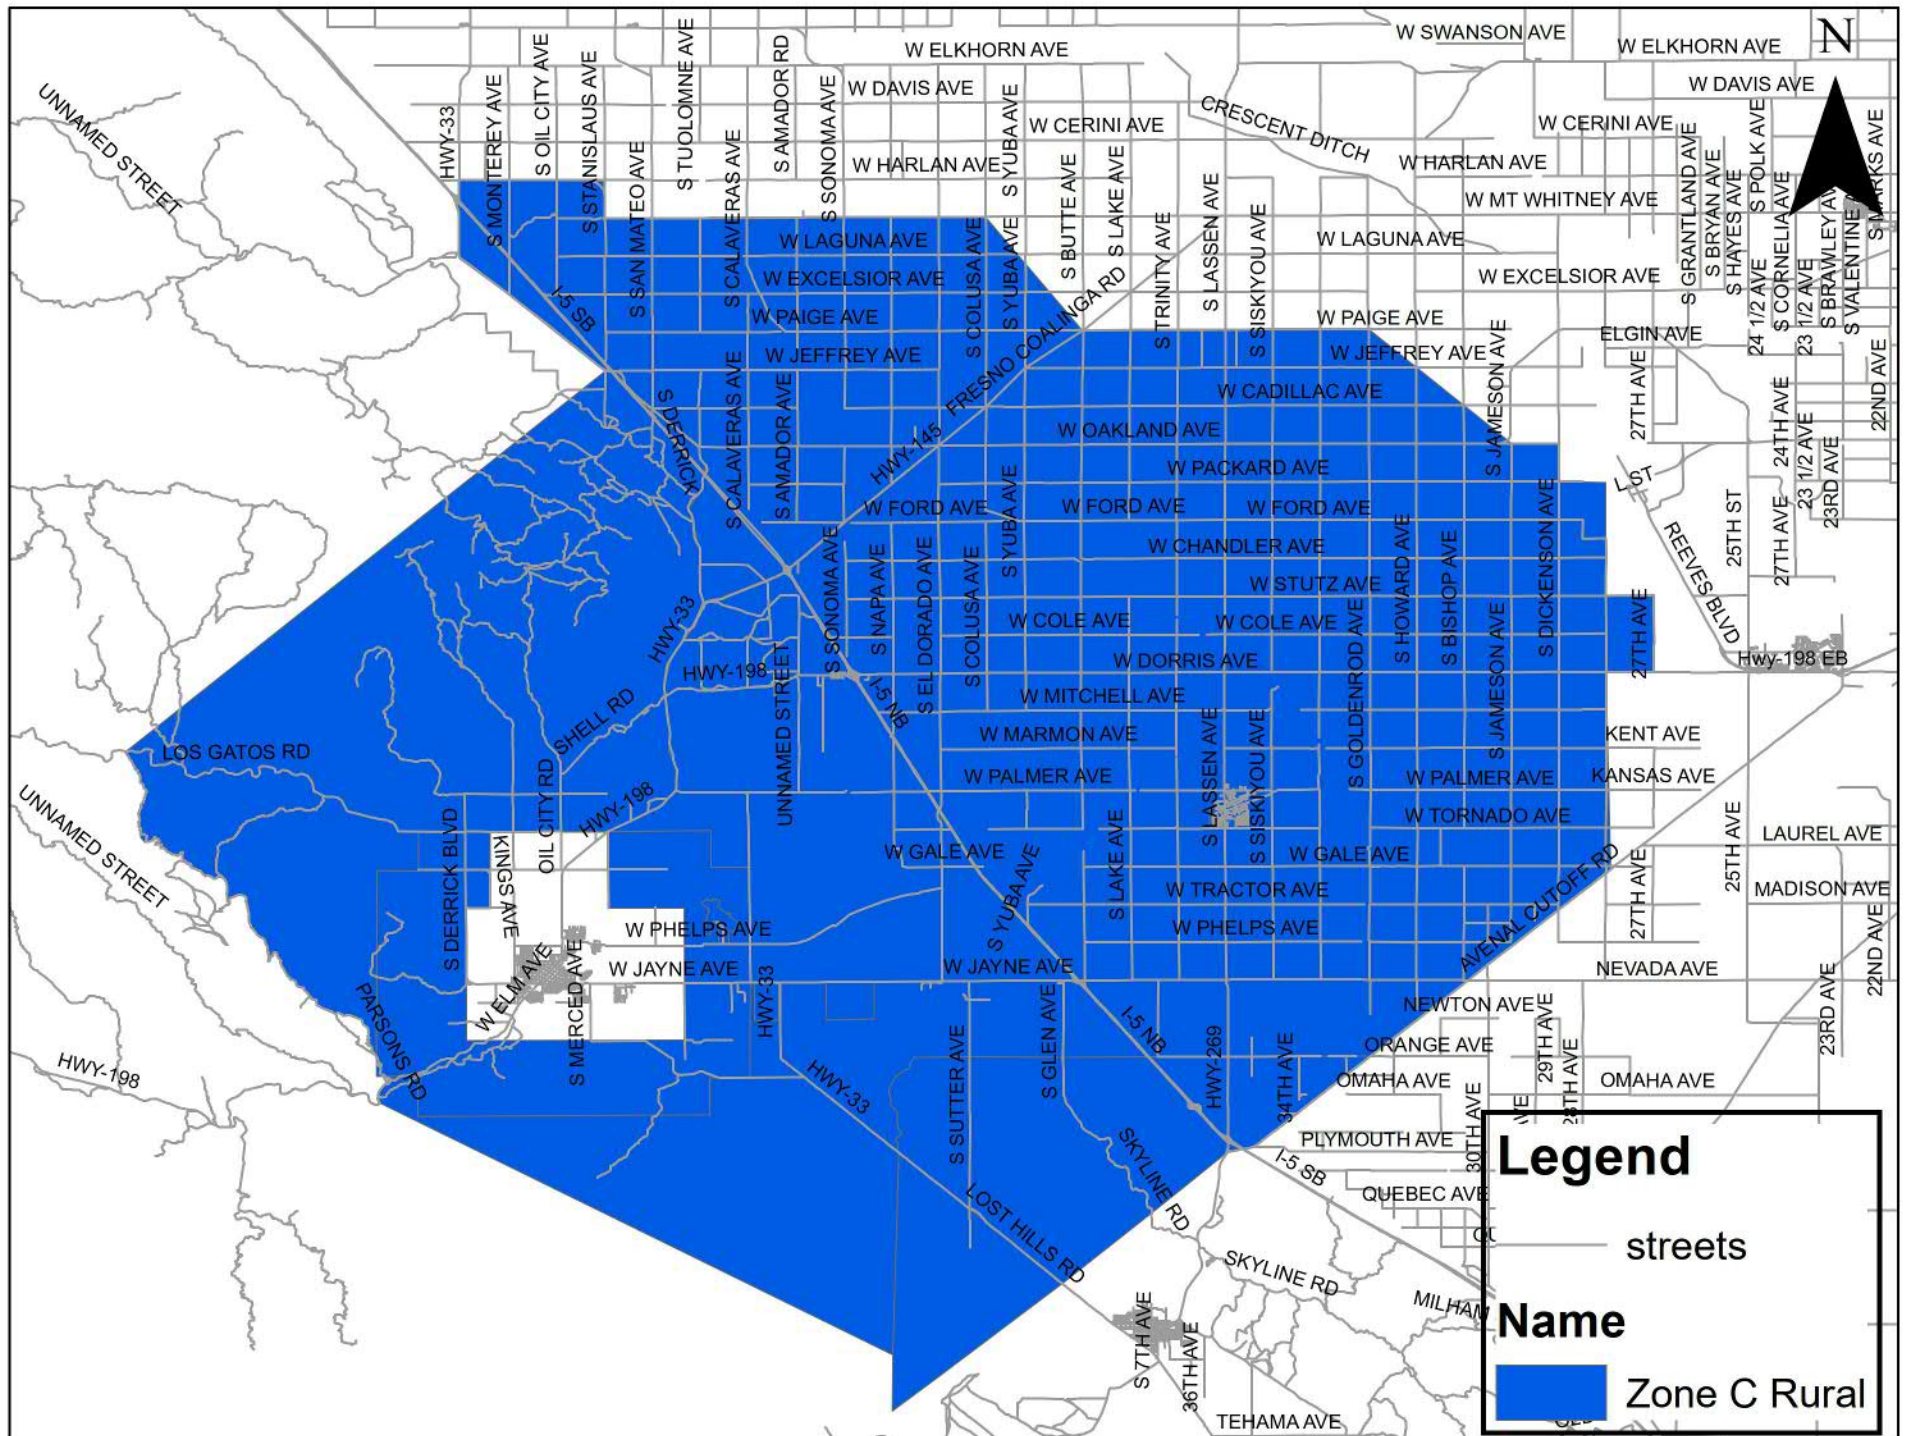 W SWANSON AVE
W ELKHORN AVE
W ELKHORN AVE
N
UNNAMED STREET
HWY-33
S MONTEREY AVE
S OIL CITY AVE
S STANISLAUS AVE
S TUOLOMNE AVE
S AMADOR RD
W DAVIS AVE
W DAVIS AVE
S SONOMA AVE
S YUBA AVE
W CERINI AVE
CRESCENT DITCH
W CERINI AVE
S SAN MATEO AVE
S CALAVERAS AVE
W HARLAN AVE
W HARLAN AVE
S BUTTE AVE
S LAKE AVE
S TRINITY AVE
S LASSEN AVE
S SISKIYOU AVE
W MT WHITNEY AVE
S GRANTLAND AVE
S BRYAN AVE
S HAYES AVE
S POLK AVE
S CORNELIA AVE
S BRAWLEY AVE
S VALENTINE
W LAGUNA AVE
W LAGUNA AVE
S COLUSA AVE
S YUBA AVE
W EXCELSIOR AVE
W EXCELSIOR AVE
24 1/2 AVE
23 1/2 AVE
I-5 SB
W PAIGE AVE
W PAIGE AVE
ELGIN AVE
W JEFFREY AVE
W JEFFREY AVE
S JAMESON AVE
FRESNO COALINGA RD
W CADILLAC AVE
27TH AVE
24TH AVE
22ND AVE
S DERRICK
S CALAVERAS AVE
S AMADOR AVE
HWY-145
W OAKLAND AVE
W PACKARD AVE
23 1/2 AVE
23RD AVE
L ST
W FORD AVE
W FORD AVE
W FORD AVE
S YUBA AVE
S DICKENSON AVE
25TH ST
27TH AVE
REEVES BLVD
W CHANDLER AVE
S SONOMA AVE
S NAPA AVE
S EL DORADO AVE
S COLUSA AVE
S HOWARD AVE
S BISHOP AVE
W STUTZ AVE
HWY-33
W COLE AVE
W COLE AVE
S GOLDENROD AVE
S JAMESON AVE
27TH AVE
HWY-198
W DORRIS AVE
Hwy-198 EB
UNNAMED STREET
I-5 NB
W MITCHELL AVE
LOS GATOS RD
SHELL RD
W MARMON AVE
S LASSEN AVE
S SISKIYOU AVE
KENT AVE
UNNAMED STREET
OIL CITY RD
HWY-198
W PALMER AVE
W PALMER AVE
KANSAS AVE
S DERRICK BLVD
KINGS AVE
S LAKE AVE
W TORNADO AVE
25TH AVE
LAUREL AVE
W GALE AVE
W GALE AVE
S YUBA AVE
W TRACTOR AVE
AVENAL CUTOFF RD
27TH AVE
MADISON AVE
W PHELPS AVE
W PHELPS AVE
22ND AVE
W ELM AVE
S MERCED AVE
W JAYNE AVE
W JAYNE AVE
NEVADA AVE
PARSONS RD
HWY-33
S SUTTER AVE
S GLEN AVE
I-5 NB
HWY-269
34TH AVE
NEWTON AVE
29TH AVE
28TH AVE
23RD AVE
ORANGE AVE
HWY-198
HWY-33
OMAHA AVE
OMAHA AVE
30TH AVE
AVE
PLYMOUTH AVE
SKYLINE RD
I-5 SB
QUEBEC AVE
LOST HILLS RD
SKYLINE RD
MILHAM
S 7TH AVE
36TH AVE
TEHAMA AVE
Legend
streets
Name
Zone C Rural